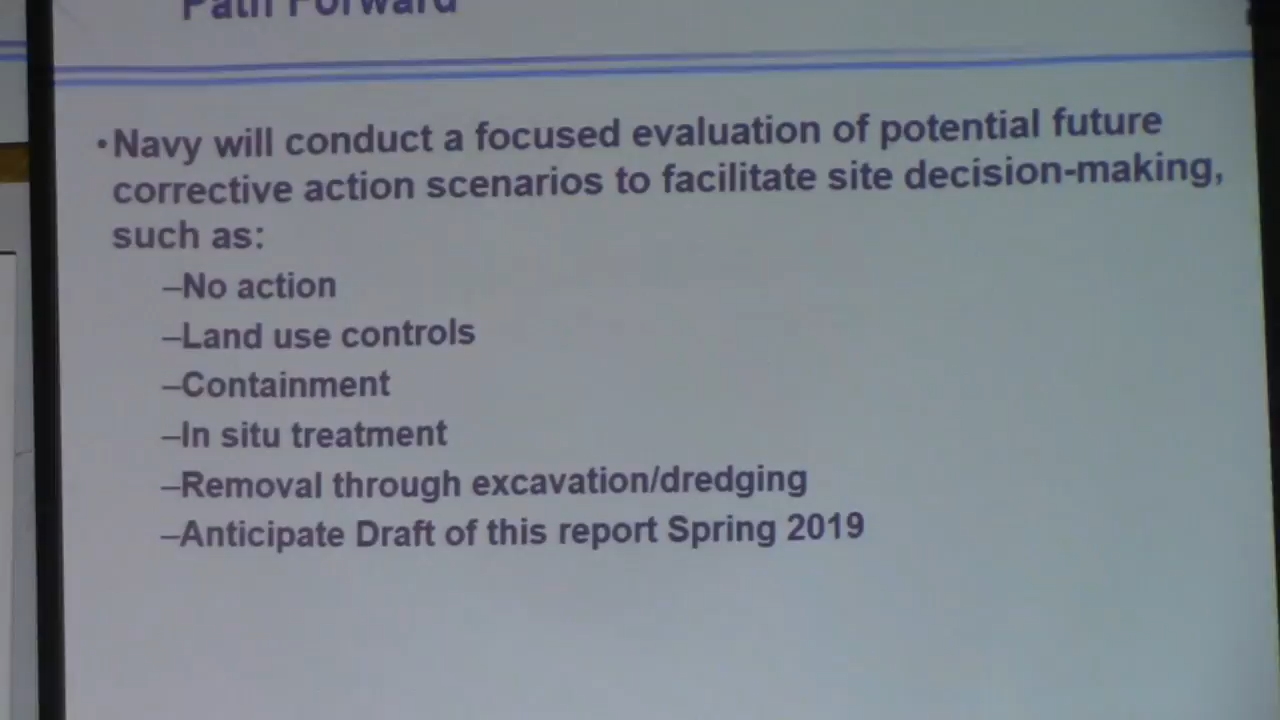 Path Forward
•Navy will conduct a focused evaluation of potential future
corrective action scenarios to facilitate site decision-making,
such as:
–No action
–Land use controls
–Containment
–In situ treatment
–Removal through excavation/dredging
–Anticipate Draft of this report Spring 2019